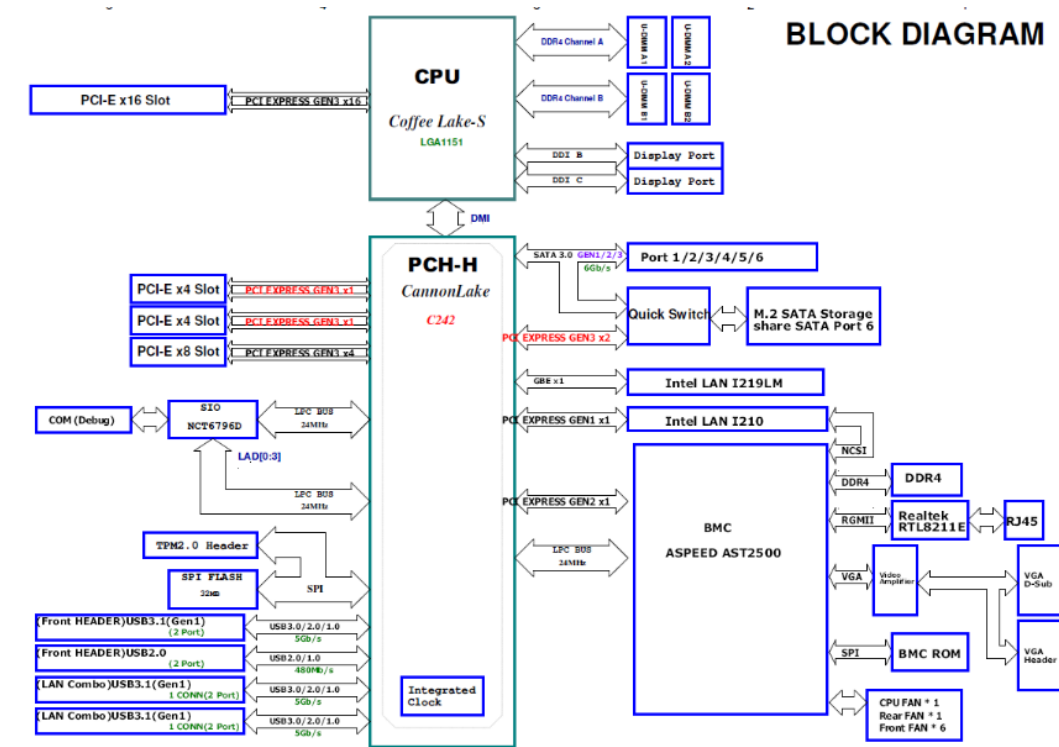 BLOCK DIAGRAM
CPU
Coffee Lake-S
LGA1151
DDR4 Channel A
U-DIMM A1
U-DIMM A2
DDR4 Channel B
U-DIMM B1
U-DIMM B2
PCI-E x16 Slot
PCI EXPRESS GEN3 x16
DDI B
Display Port
DDI C
Display Port
DMI
PCH-H
CannonLake
C242
SATA 3.0 GEN1/2/3
6Gb/s
Port 1/2/3/4/5/6
PCI-E x4 Slot
PCI EXPRESS GEN3 x1
PCI-E x4 Slot
PCI EXPRESS GEN3 x1
PCI-E x8 Slot
PCI EXPRESS GEN3 x4
Quick Switch
M.2 SATA Storage
share SATA Port 6
PCI EXPRESS GEN3 x2
GBE x1
Intel LAN I219LM
COM (Debug)
SIO
NCT6796D
LPC BUS
24MHz
PCI EXPRESS GEN1 x1
Intel LAN I210
NCSI
LAD[0:3]
LPC BUS
24MHz
PCI EXPRESS GEN2 x1
BMC
ASPEED AST2500
DDR4
DDR4
RGMII
Realtek
RTL8211E
RJ45
TPM2.0 Header
SPI FLASH
32MB
SPI
LPC BUS
24MHz
VGA
Video
Amplifier
VGA
D-Sub
VGA
Header
(Front HEADER)USB3.1(Gen1)
(2 Port)
USB3.0/2.0/1.0
5Gb/s
(Front HEADER)USB2.0
(2 Port)
USB2.0/1.0
480Mb/s
(LAN Combo)USB3.1(Gen1)
1 CONN(2 Port)
USB3.0/2.0/1.0
5Gb/s
(LAN Combo)USB3.1(Gen1)
1 CONN(2 Port)
USB3.0/2.0/1.0
5Gb/s
Integrated
Clock
SPI
BMC ROM
CPU FAN * 1
Rear FAN * 1
Front FAN * 6